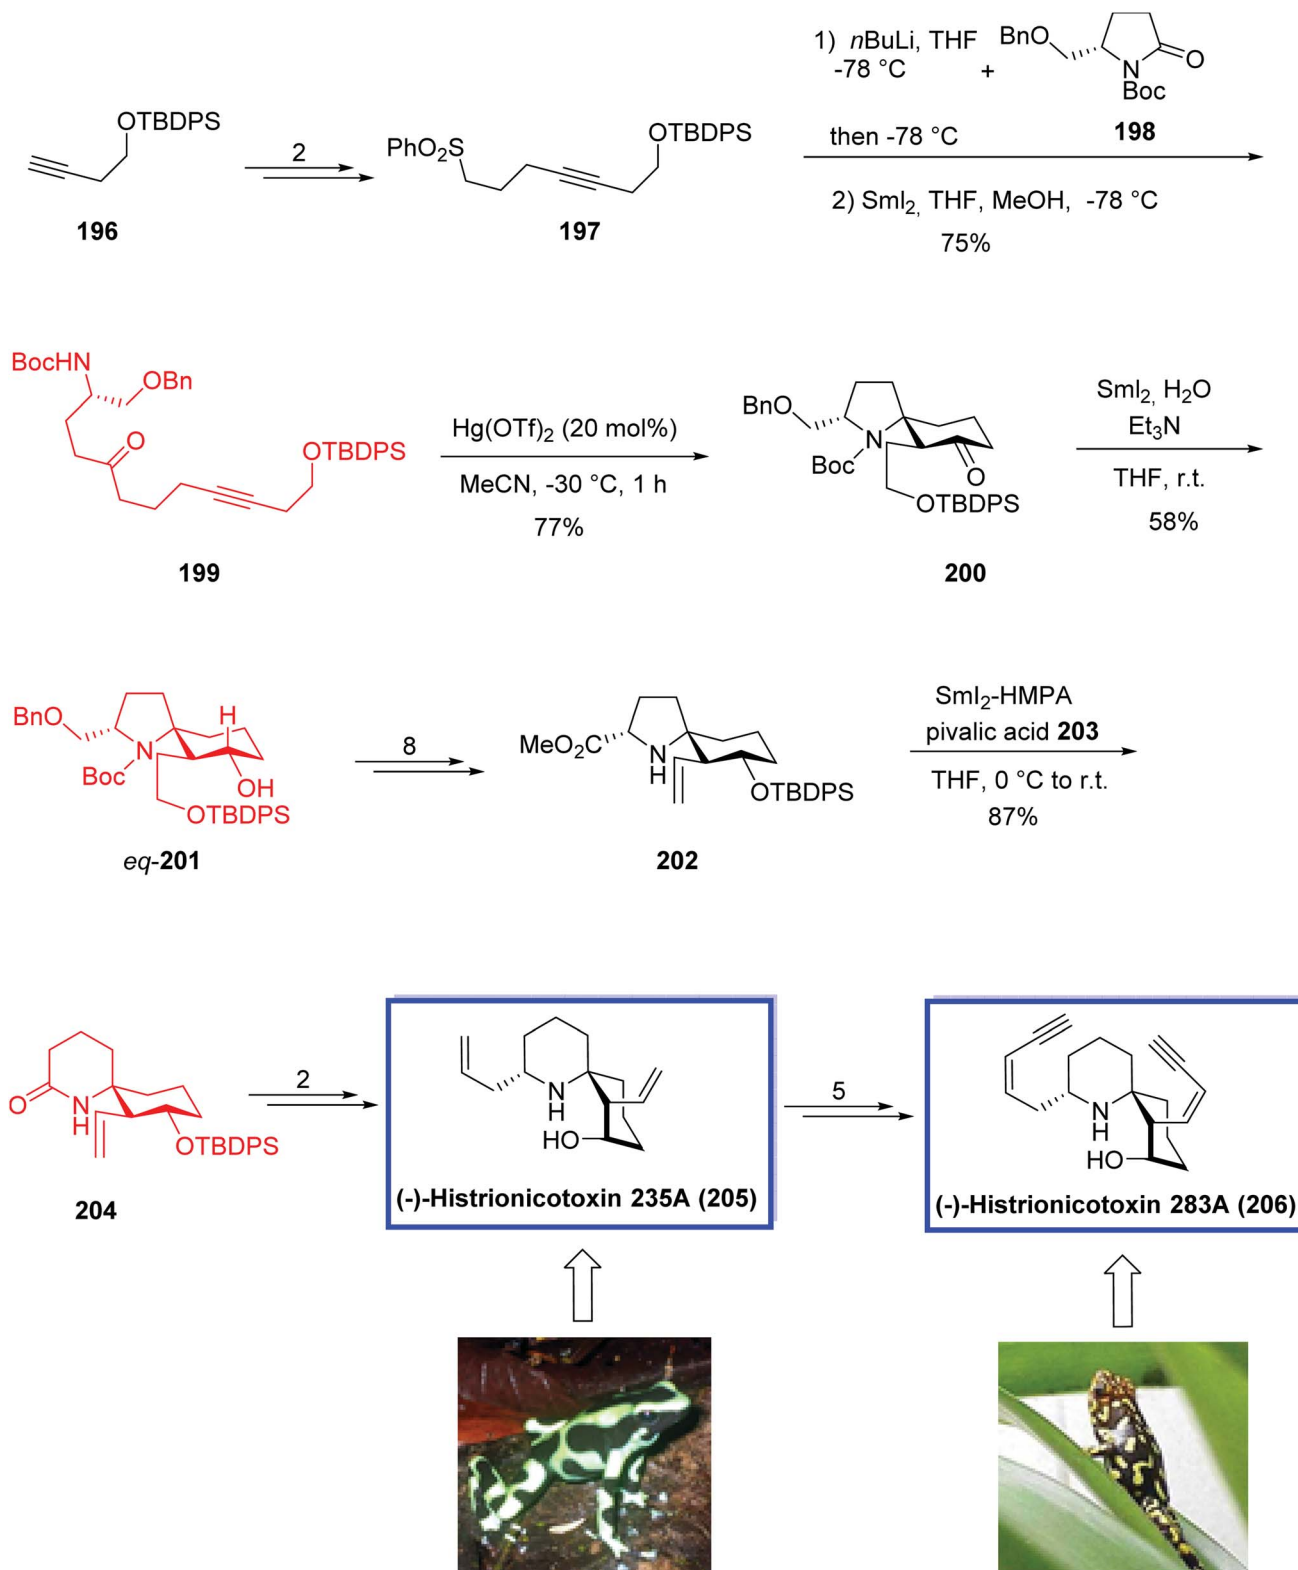 OTBDPS
196
2
PhO2S
OTBDPS
197
1) nBuLi, THF
-78 °C
+
BnO
N
O
Boc
198
then -78 °C
2) SmI2, THF, MeOH, -78 °C
75%
BocHN
OBn
O
OTBDPS
199
Hg(OTf)2 (20 mol%)
MeCN, -30 °C, 1 h
77%
BnO
N
Boc
O
OTBDPS
200
SmI2, H2O
Et3N
THF, r.t.
58%
BnO
H
N
Boc
OH
OTBDPS
eq-201
8
MeO2C
N
H
OTBDPS
202
SmI2-HMPA
pivalic acid 203
THF, 0 °C to r.t.
87%
O
N
H
OTBDPS
204
2
N
H
HO
(-)-Histrionicotoxin 235A (205)
5
N
H
HO
(-)-Histrionicotoxin 283A (206)